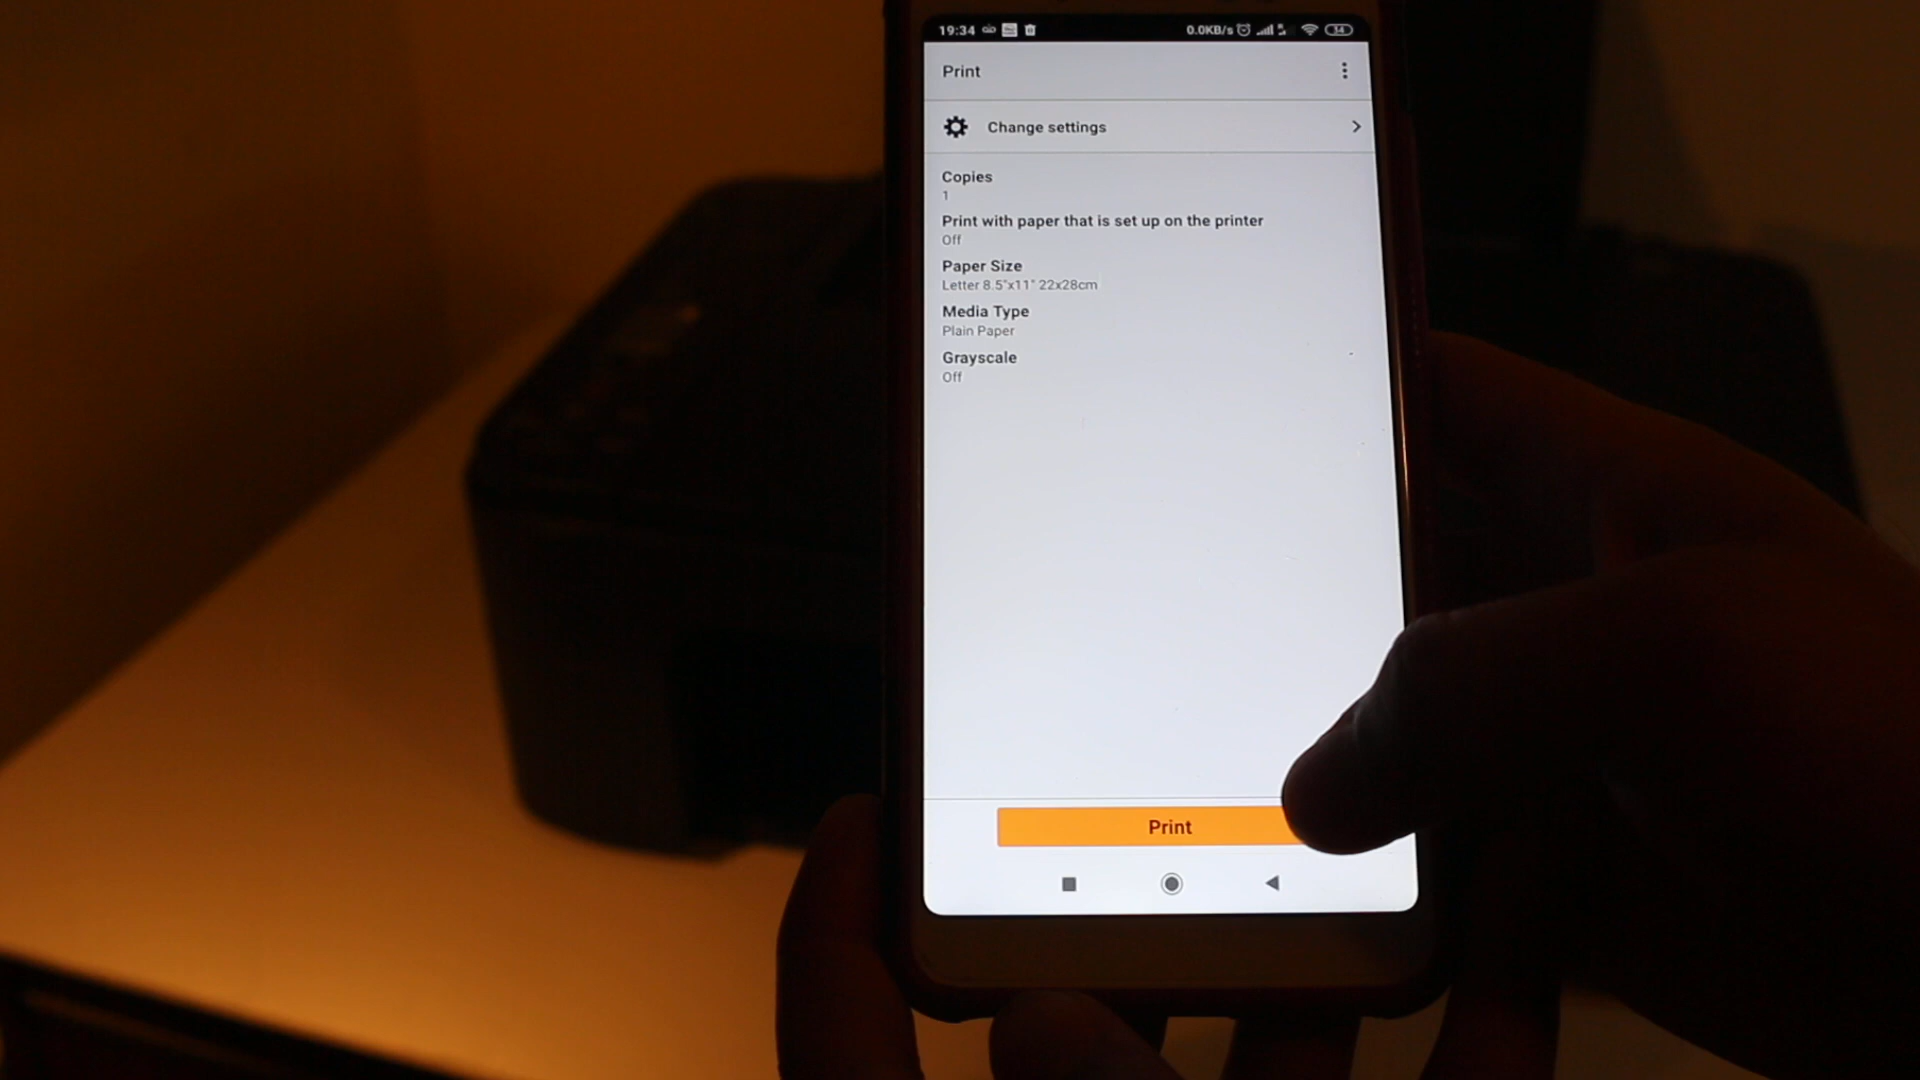 19:34 0.0KB/s 34
Print
Change settings
Copies
1
Print with paper that is set up on the printer
Off
Paper Size
Letter 8.5"x11" 22x28cm
Media Type
Plain Paper
Grayscale
Off
Print